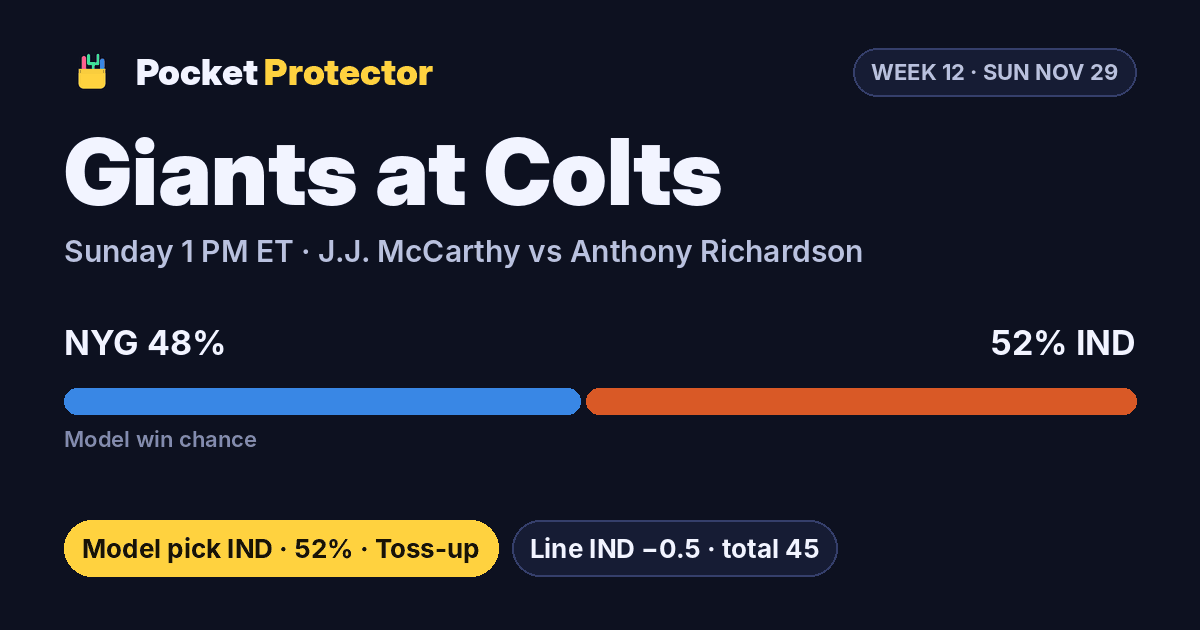 Pocket Protector
WEEK 12 · SUN NOV 29
Giants at Colts
Sunday 1 PM ET · J.J. McCarthy vs Anthony Richardson
NYG 48%
52% IND
Model win chance
Model pick IND · 52% · Toss-up
Line IND −0.5 · total 45